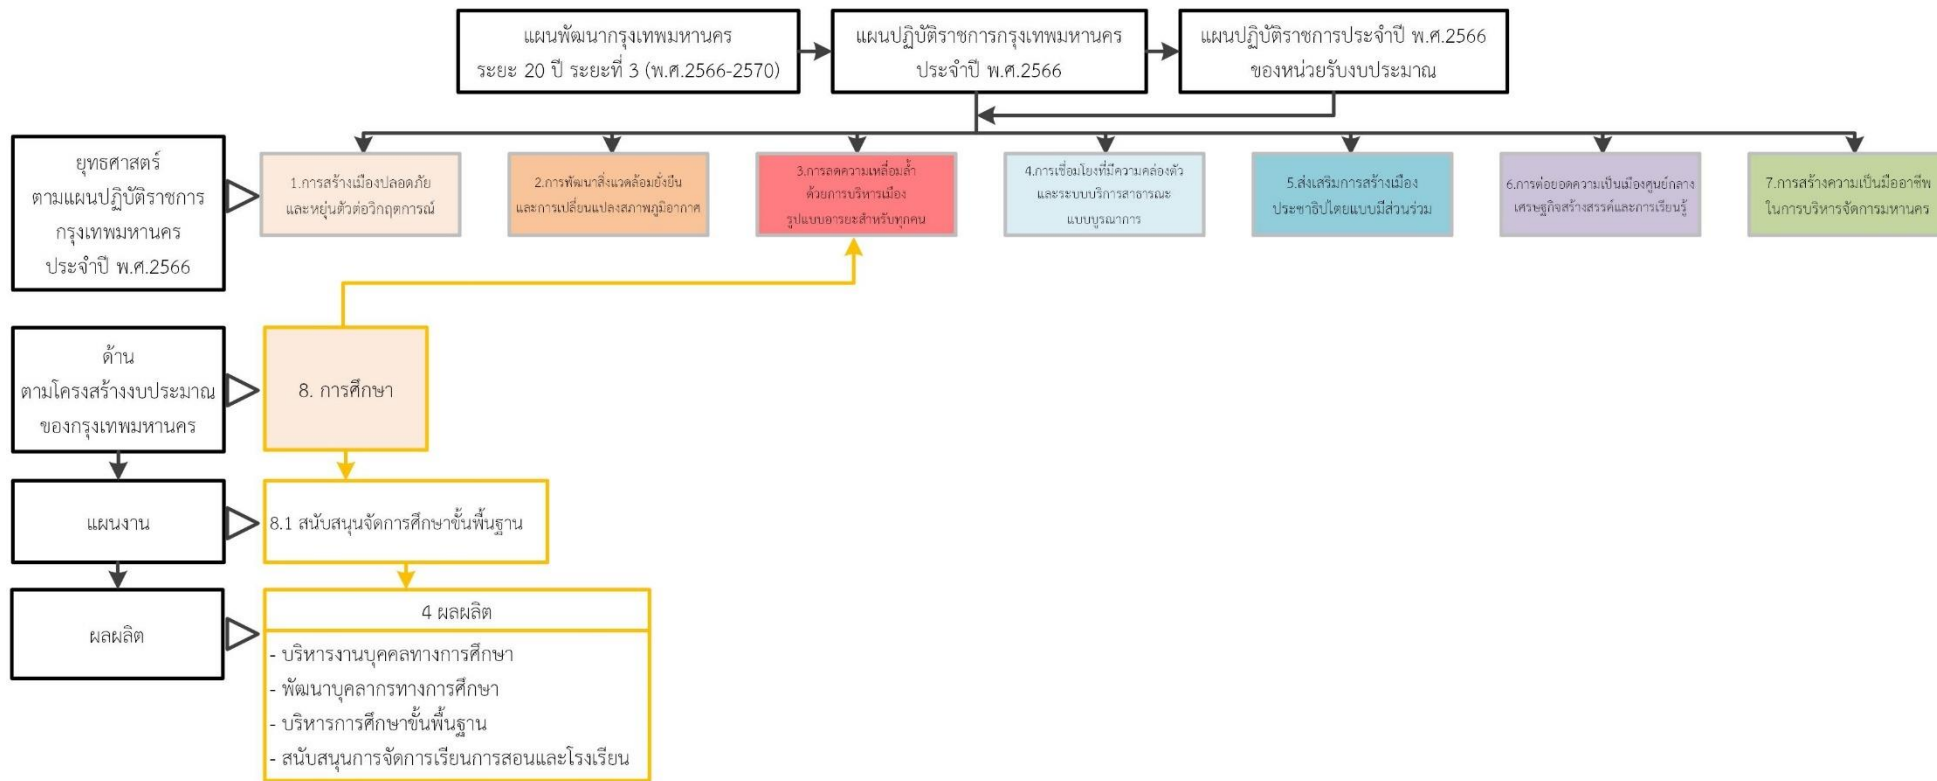 แผนพัฒนากรุงเทพมหานคร
ระยะ 20 ปี ระยะที่ 3 (พ.ศ.2566-2570)
แผนปฏิบัติราชการกรุงเทพมหานคร
ประจำปี พ.ศ.2566
แผนปฏิบัติราชการประจำปี พ.ศ.2566
ของหน่วยรับงบประมาณ
ยุทธศาสตร์
ตามแผนปฏิบัติราชการ
กรุงเทพมหานคร
ประจำปี พ.ศ.2566
1.การสร้างเมืองปลอดภัย
และหยุ่นตัวต่อวิกฤตการณ์
2.การพัฒนาสิ่งแวดล้อมยั่งยืน
และการเปลี่ยนแปลงสภาพภูมิอากาศ
3.การลดความเหลื่อมล้ำ
ด้วยการบริหารเมือง
รูปแบบอารยะสำหรับทุกคน
4.การเชื่อมโยงที่มีความคล่องตัว
และระบบบริการสาธารณะ
แบบบูรณาการ
5.ส่งเสริมการสร้างเมือง
ประชาธิปไตยแบบมีส่วนร่วม
6.การต่อยอดความเป็นเมืองศูนย์กลาง
เศรษฐกิจสร้างสรรค์และการเรียนรู้
7.การสร้างความเป็นมืออาชีพ
ในการบริหารจัดการมหานคร
ด้าน
ตามโครงสร้างงบประมาณ
ของกรุงเทพมหานคร
8. การศึกษา
แผนงาน
8.1 สนับสนุนจัดการศึกษาขั้นพื้นฐาน
ผลผลิต
4 ผลผลิต
- บริหารงานบุคคลทางการศึกษา
- พัฒนาบุคลากรทางการศึกษา
- บริหารการศึกษาขั้นพื้นฐาน
- สนับสนุนการจัดการเรียนการสอนและโรงเรียน